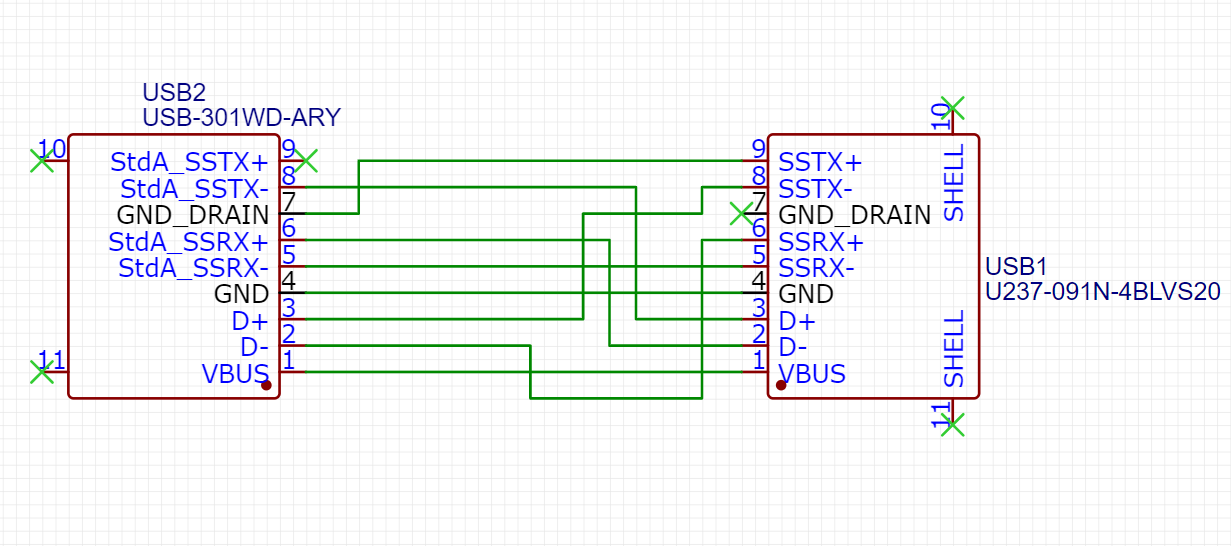 USB2
USB-301WD-ARY
10
11
StdA_SSTX+ 9
StdA_SSTX- 8
GND_DRAIN 7
StdA_SSRX+ 6
StdA_SSRX- 5
GND 4
D+ 3
D- 2
VBUS 1
9 SSTX+
8 SSTX-
7 GND_DRAIN
6 SSRX+
5 SSRX-
4 GND
3 D+
2 D-
1 VBUS
10
SHELL
SHELL
11
USB1
U237-091N-4BLVS20